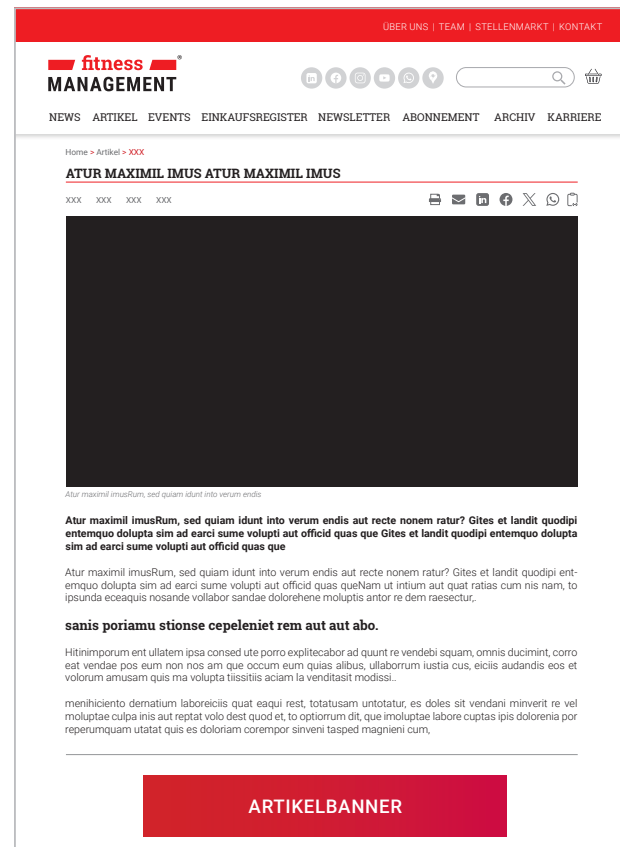 ÜBER UNS | TEAM | STELLENMARKT | KONTAKT
fitness
MANAGEMENT
NEWS ARTIKEL EVENTS EINKAUFSREGISTER NEWSLETTER ABONNEMENT ARCHIV KARRIERE
Home > Artikel > XXX
ATUR MAXIMIL IMUS ATUR MAXIMIL IMUS
XXX XXX XXX XXX
Atur maximil imusRum, sed quiam idunt into verum endis
Atur maximil imusRum, sed quiam idunt into verum endis aut recte nonem ratur? Gites et landit quodipi
entemquo dolupta sim ad earci sume volupti aut officid quas que Gites et landit quodipi entemquo dolupta
sim ad earci sume volupti aut officid quas que
Atur maximil imusRum, sed quiam idunt into verum endis aut recte nonem ratur? Gites et landit quodipi ent-
emquo dolupta sim ad earci sume volupti aut officid quas queNam ut intium aut quat ratias cum nis nam, to
ipsunda eceaquis nosande vollabor sandae dolorehene moluptis antor re dem raesectur,.
sanis poriamu stionse cepeleniet rem aut aut abo.
Hitinimporum ent ullatem ipsa consed ute porro explitecabor ad quunt re vendebi squam, omnis ducimint, corro
eat vendae pos eum non nos am que occum eum quias alibus, ullaborrum iustia cus, eiciis audandis eos et
volorum amusam quis ma volupta tiissitiis aciam la venditasit modissi..
menihiciento dernatium laboreiciis quat eaqui rest, totatusam untotatur, es doles sit vendani minverit re vel
moluptae culpa inis aut reptat volo dest quod et, to optiorrum dit, que imoluptae labore cuptas ipis dolorenia por
reperumquam utatat quis es doloriam corempor sinveni tasped magnieni cum,
ARTIKELBANNER